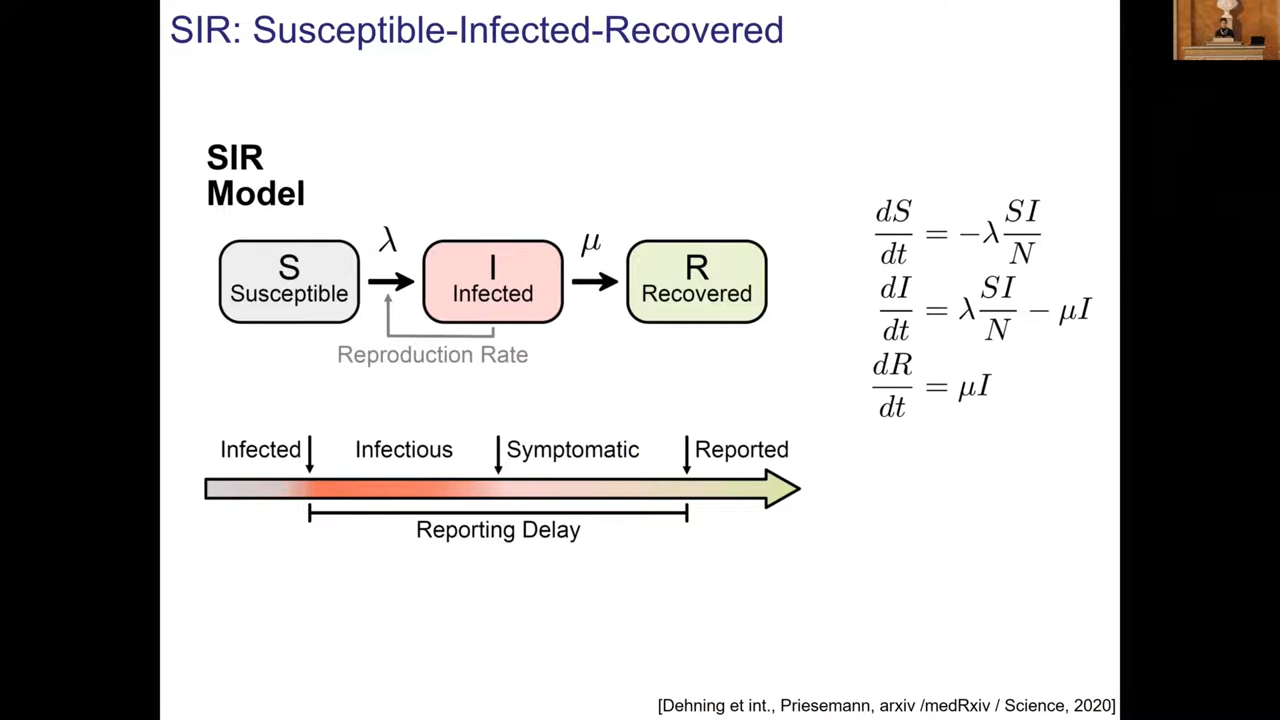 SIR: Susceptible-Infected-Recovered
SIR
Model
λ
μ
S
Susceptible
I
Infected
R
Recovered
Reproduction Rate
dS/dt = −λ SI/N
dI/dt = λ SI/N − μI
dR/dt = μI
Infected
Infectious
Symptomatic
Reported
Reporting Delay
[Dehning et int., Priesemann, arxiv /medRxiv / Science, 2020]